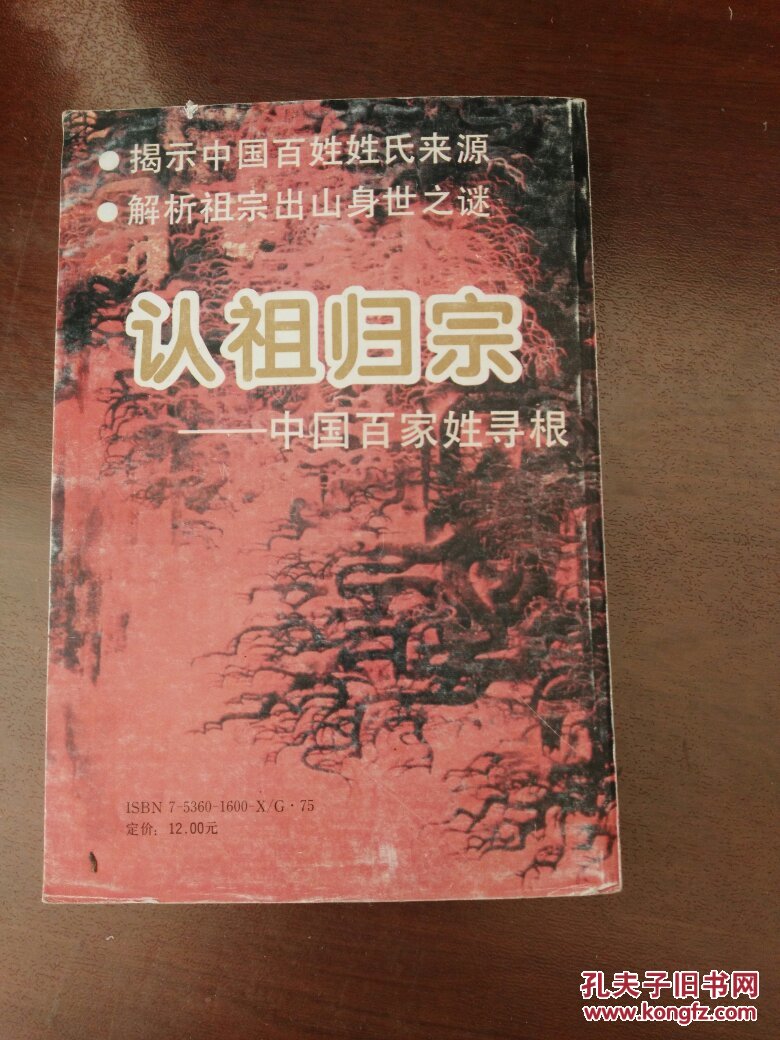 ●揭示中国百姓姓氏来源
●解析祖宗出山身世之谜
认祖归宗
——中国百家姓寻根
ISBN 7-5360-1600-X/G·75
定价：12.00元
孔夫子旧书网
www.kongfz.com